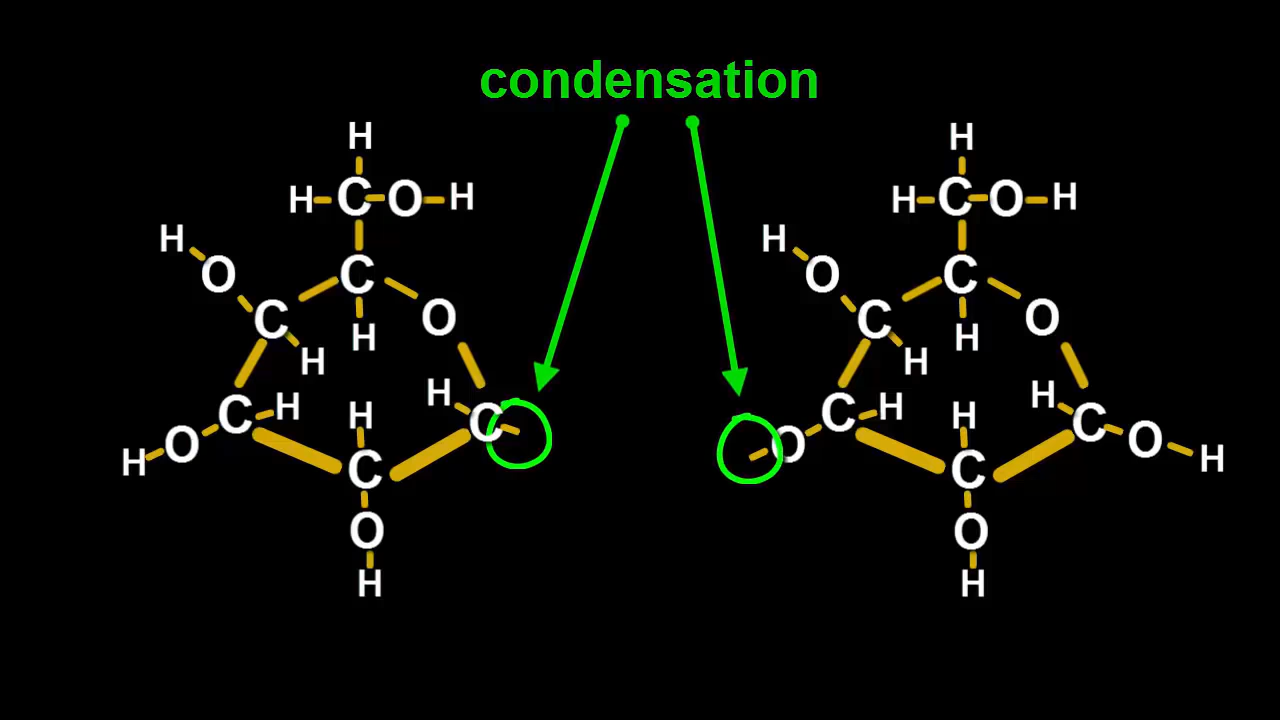 condensation
H H
H C O H H C O H
H H
O C O O C O
C H C H
H H
H H
C H H C C H H C O
H O O H
C C
O O
H H